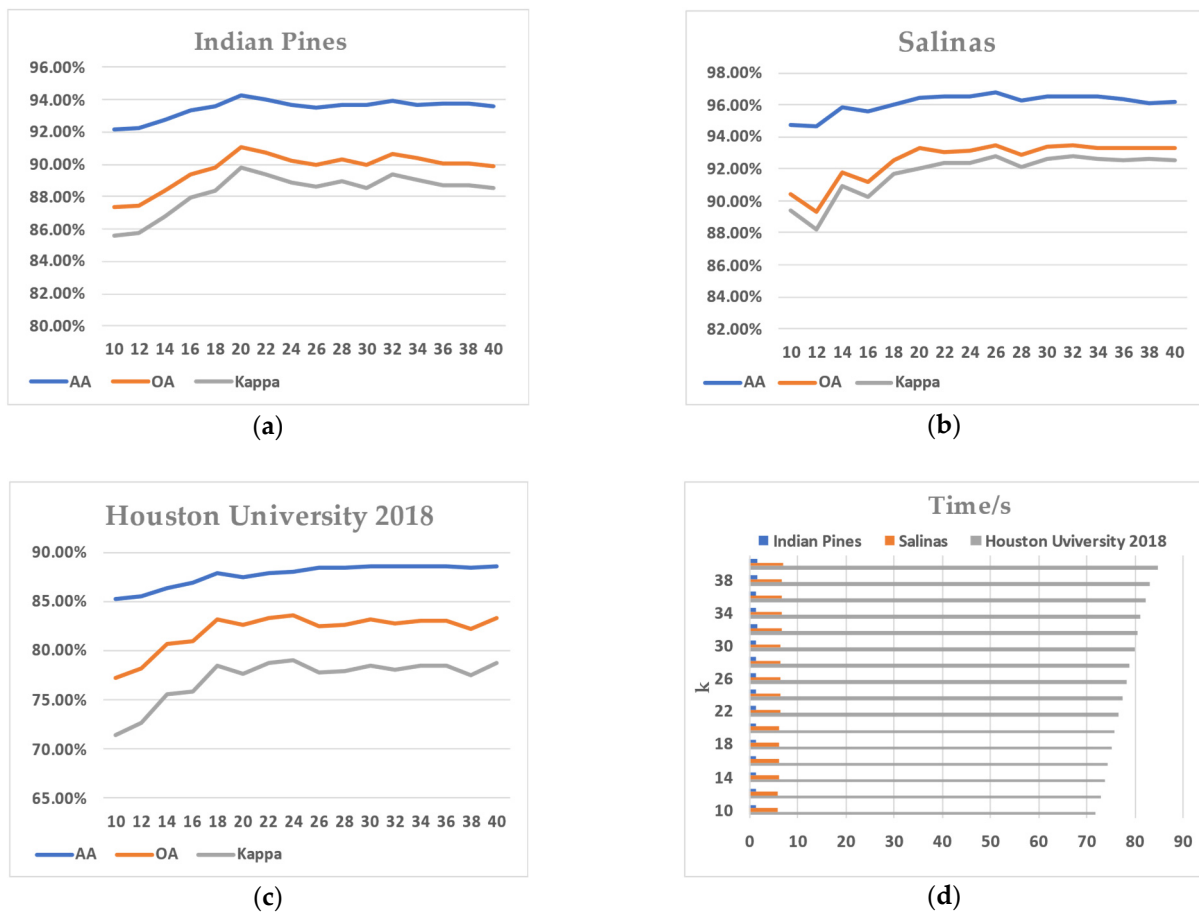 Indian Pines
96.00%
94.00%
92.00%
90.00%
88.00%
86.00%
84.00%
82.00%
80.00%
10 12 14 16 18 20 22 24 26 28 30 32 34 36 38 40
AA OA Kappa
(a)
Salinas
98.00%
96.00%
94.00%
92.00%
90.00%
88.00%
86.00%
84.00%
82.00%
10 12 14 16 18 20 22 24 26 28 30 32 34 36 38 40
AA OA Kappa
(b)
Houston University 2018
90.00%
85.00%
80.00%
75.00%
70.00%
65.00%
10 12 14 16 18 20 22 24 26 28 30 32 34 36 38 40
AA OA Kappa
(c)
Time/s
Indian Pines Salinas Houston Uviversity 2018
38
34
30
26
22
18
14
10
k
0 10 20 30 40 50 60 70 80 90
(d)